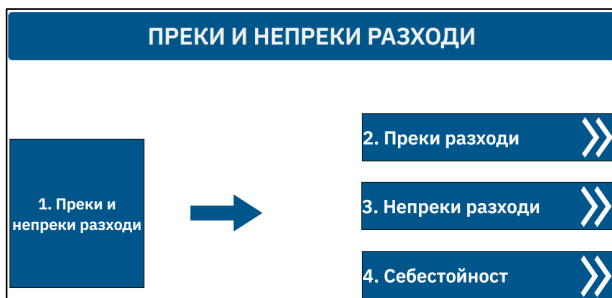 ПРЕКИ И НЕПРЕКИ РАЗХОДИ
1. Преки и
непреки разходи
2. Преки разходи
3. Непреки разходи
4. Себестойност